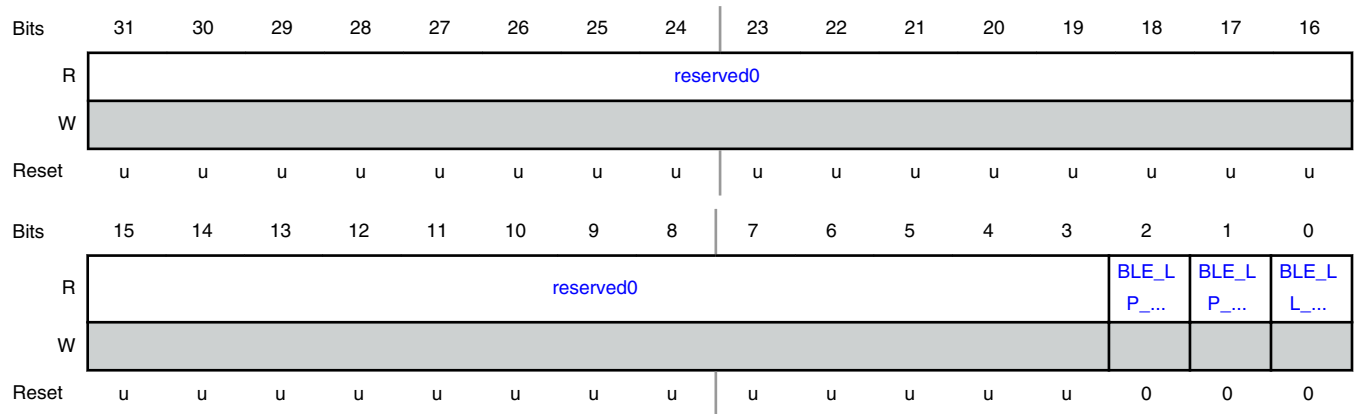 Bits 31 30 29 28 27 26 25 24 23 22 21 20 19 18 17 16
R reserved0
W
Reset u u u u u u u u u u u u u u u u
Bits 15 14 13 12 11 10 9 8 7 6 5 4 3 2 1 0
R reserved0 BLE_L BLE_L BLE_L
P_... P_... L_...
W
Reset u u u u u u u u u u u u u 0 0 0